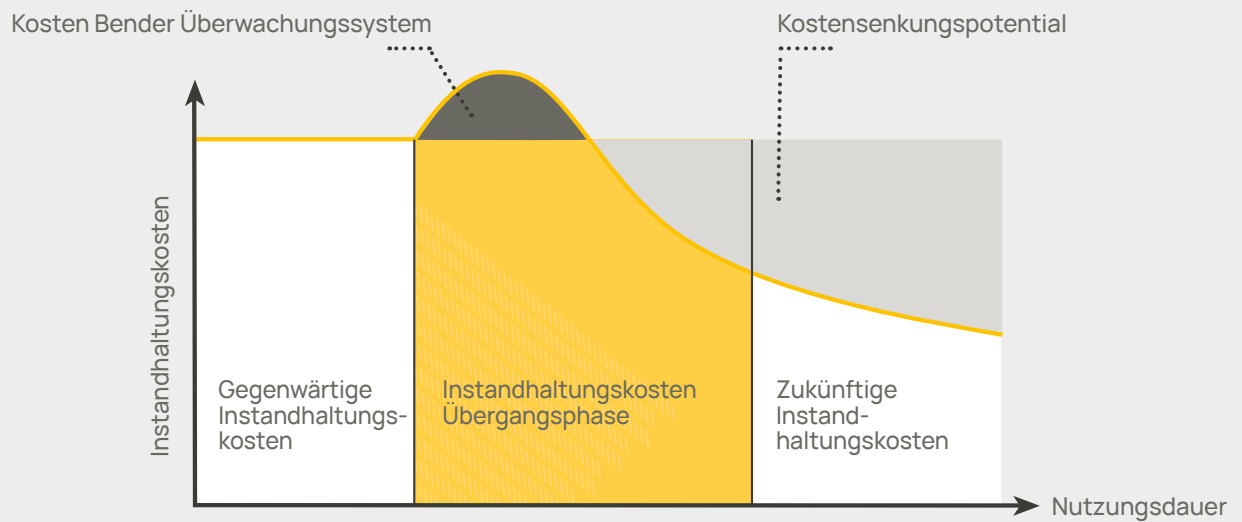 Kosten Bender Überwachungssystem
Kostensenkungspotential
Instandhaltungskosten
Gegenwärtige
Instandhaltungs-
kosten
Instandhaltungskosten
Übergangsphase
Zukünftige
Instand-
haltungskosten
Nutzungsdauer